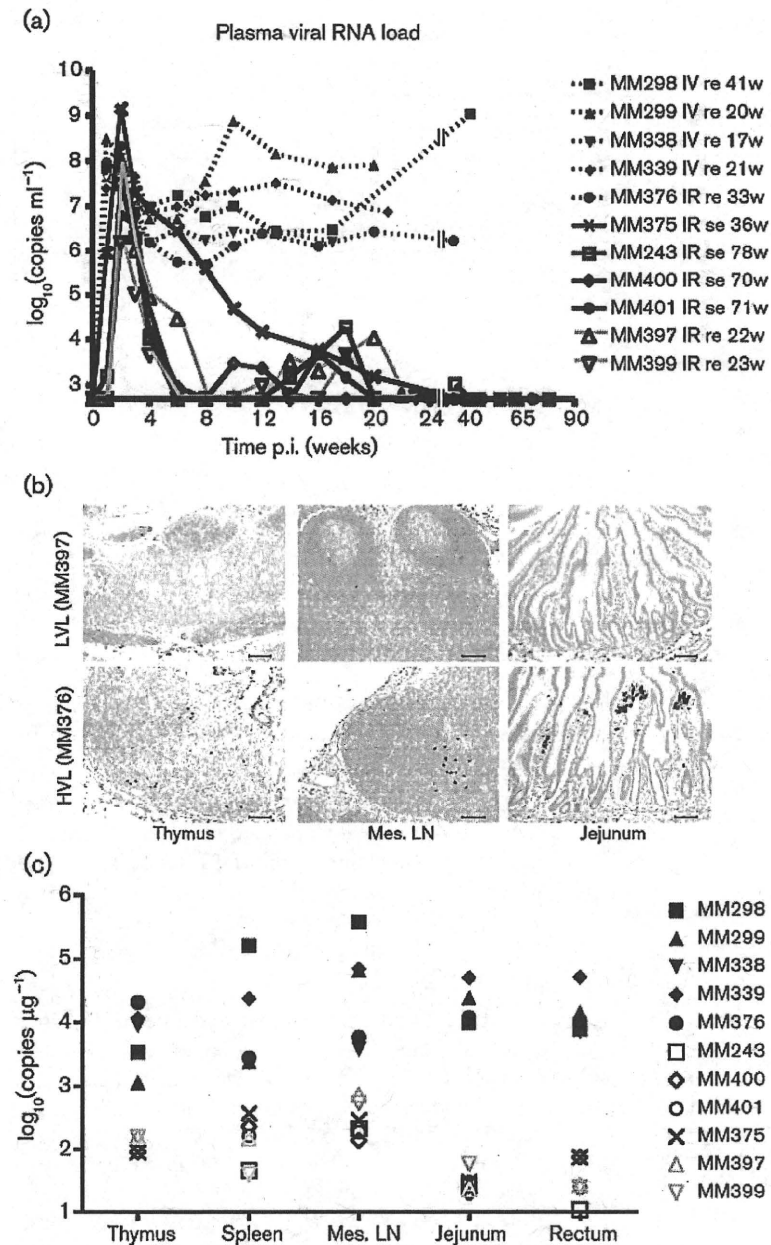 (a)
Plasma viral RNA load
log₁₀(copies ml⁻¹)
10
9
8
7
6
5
4
3
0 4 8 12 16 20 24 40 65 90
Time p.i. (weeks)
MM298 IV re 41w
MM299 IV re 20w
MM338 IV re 17w
MM339 IV re 21w
MM376 IR re 33w
MM375 IR se 36w
MM243 IR se 78w
MM400 IR se 70w
MM401 IR se 71w
MM397 IR re 22w
MM399 IR re 23w
(b)
LVL (MM397)
HVL (MM376)
Thymus Mes. LN Jejunum
(c)
log₁₀(copies µg⁻¹)
6
5
4
3
2
1
Thymus Spleen Mes. LN Jejunum Rectum
MM298
MM299
MM338
MM339
MM376
MM243
MM400
MM401
MM375
MM397
MM399